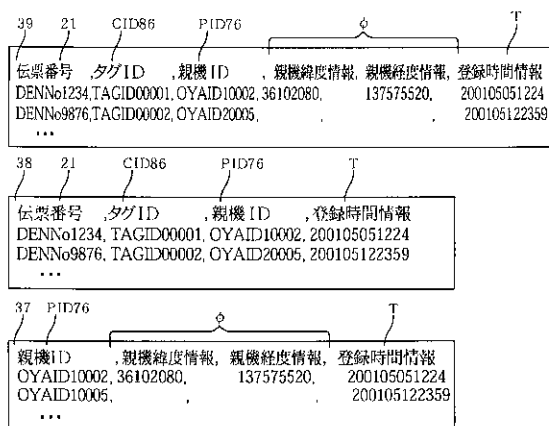 39 21 CID86 PID76 φ T
伝票番号 ,タグID ,親機ID ,親機緯度情報, 親機経度情報, 登録時間情報
DENNo1234,TAGID00001,OYAID10002,36102080, 137575520, 200105051224
DENNo9876,TAGID00002,OYAID20005, , , 200105122359
...
38 21 CID86 PID76 T
伝票番号 ,タグID ,親機ID ,登録時間情報
DENNo1234, TAGID00001, OYAID10002, 200105051224
DENNo9876, TAGID00002, OYAID20005, 200105122359
...
37 PID76 φ T
親機ID ,親機緯度情報, 親機経度情報, 登録時間情報
OYAID10002, 36102080, 137575520, 200105051224
OYAID10005, , , 200105122359
...